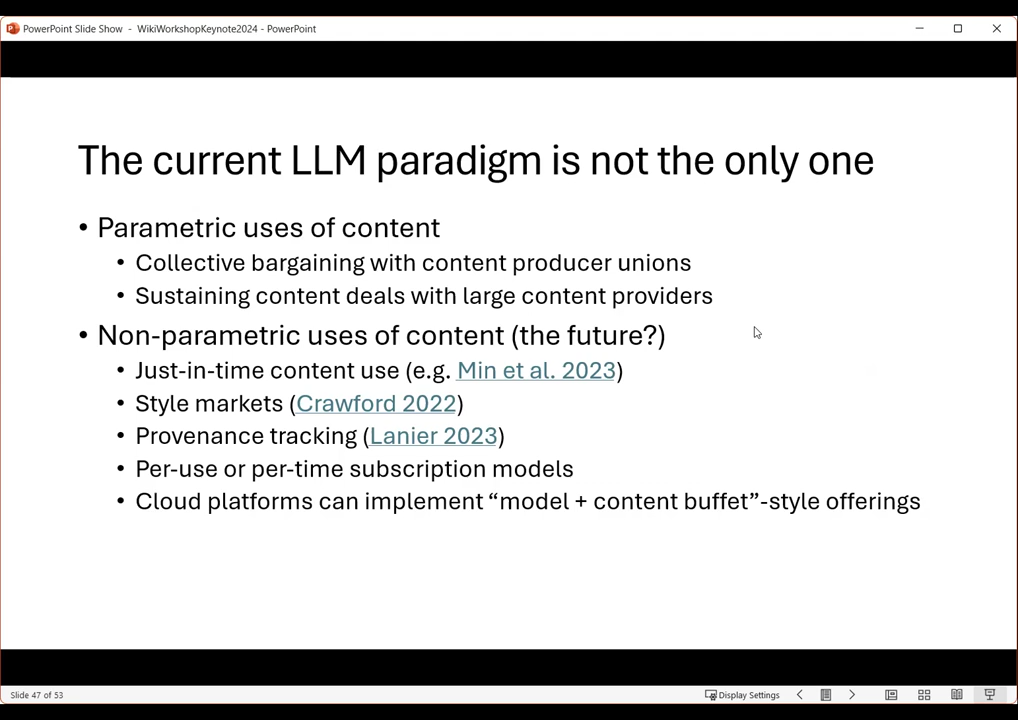 PowerPoint Slide Show - WikiWorkshopKeynote2024 - PowerPoint
The current LLM paradigm is not the only one
• Parametric uses of content
• Collective bargaining with content producer unions
• Sustaining content deals with large content providers
• Non-parametric uses of content (the future?)
• Just-in-time content use (e.g. Min et al. 2023)
• Style markets (Crawford 2022)
• Provenance tracking (Lanier 2023)
• Per-use or per-time subscription models
• Cloud platforms can implement “model + content buffet”-style offerings
Slide 47 of 53 Display Settings